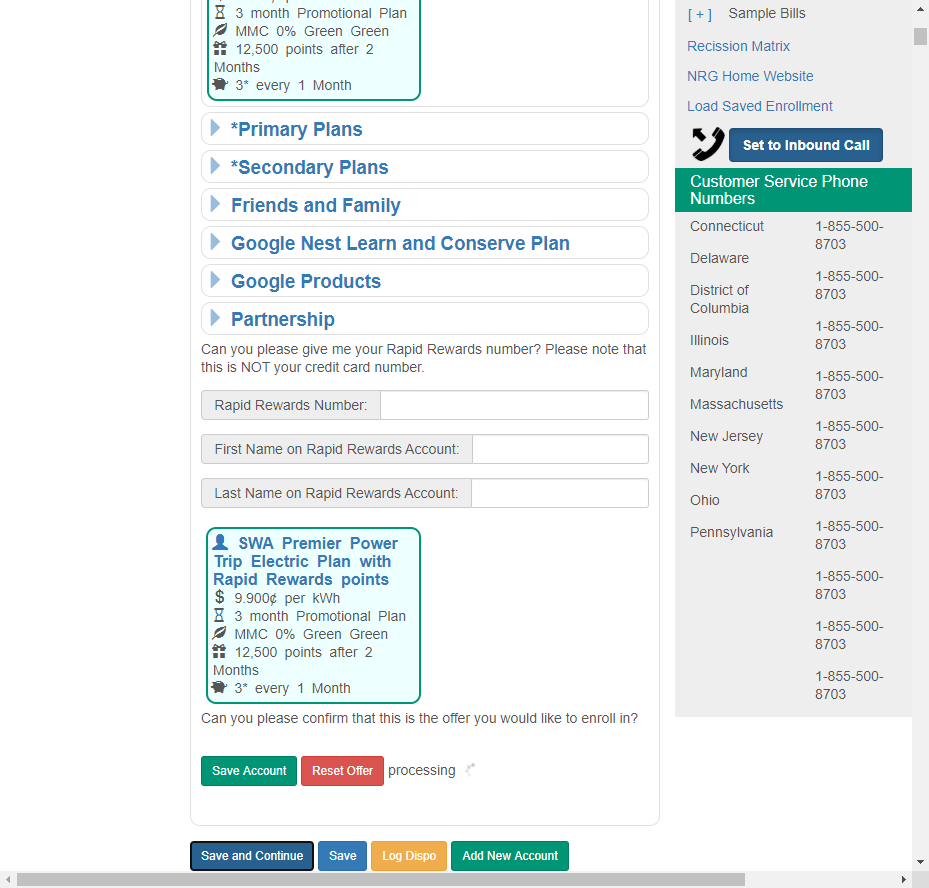 3 month Promotional Plan
MMC 0% Green Green
12,500 points after 2
Months
3* every 1 Month
*Primary Plans
*Secondary Plans
Friends and Family
Google Nest Learn and Conserve Plan
Google Products
Partnership
Can you please give me your Rapid Rewards number? Please note that
this is NOT your credit card number.
Rapid Rewards Number:
First Name on Rapid Rewards Account:
Last Name on Rapid Rewards Account:
SWA Premier Power
Trip Electric Plan with
Rapid Rewards points
$ 9.900¢ per kWh
3 month Promotional Plan
MMC 0% Green Green
12,500 points after 2
Months
3* every 1 Month
Can you please confirm that this is the offer you would like to enroll in?
Save Account Reset Offer processing
Save and Continue Save Log Dispo Add New Account
[ + ] Sample Bills
Recission Matrix
NRG Home Website
Load Saved Enrollment
Set to Inbound Call
Customer Service Phone
Numbers
Connecticut
Delaware
District of
Columbia
Illinois
Maryland
Massachusetts
New Jersey
New York
Ohio
Pennsylvania
1-855-500-
8703
1-855-500-
8703
1-855-500-
8703
1-855-500-
8703
1-855-500-
8703
1-855-500-
8703
1-855-500-
8703
1-855-500-
8703
1-855-500-
8703
1-855-500-
8703